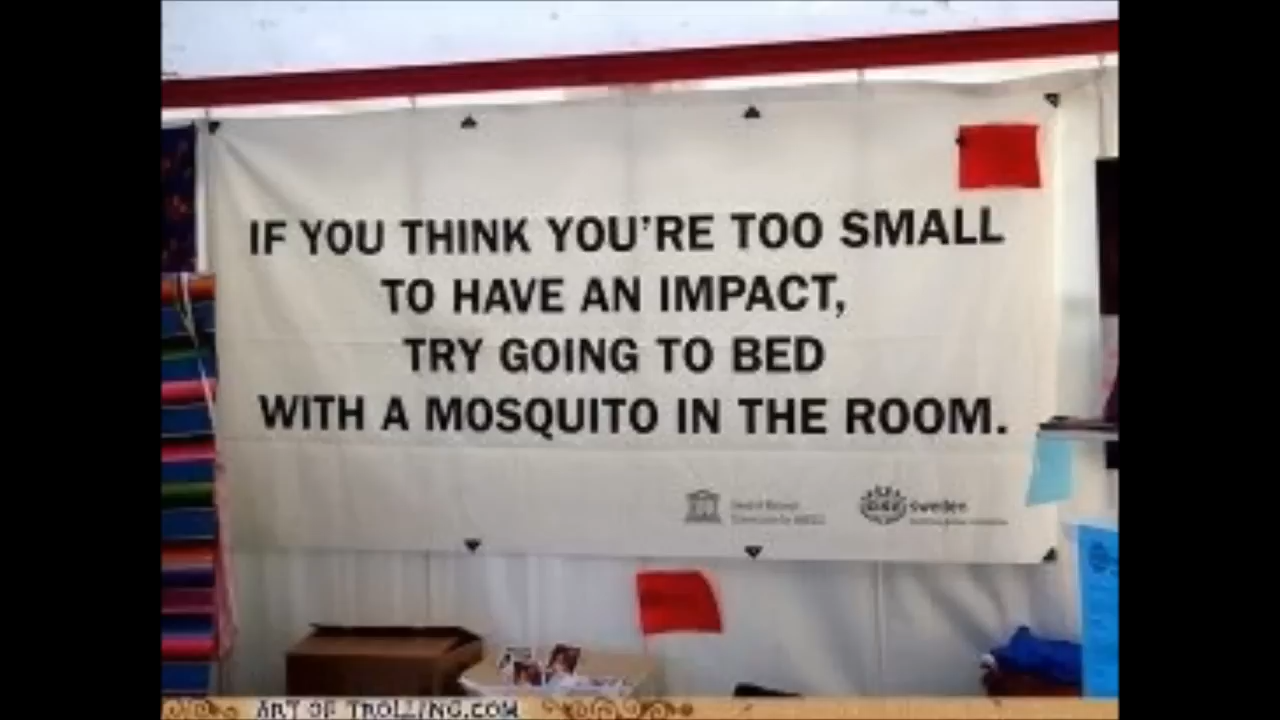 IF YOU THINK YOU'RE TOO SMALL
TO HAVE AN IMPACT,
TRY GOING TO BED
WITH A MOSQUITO IN THE ROOM.
sweden
ART OF TROLLING.COM